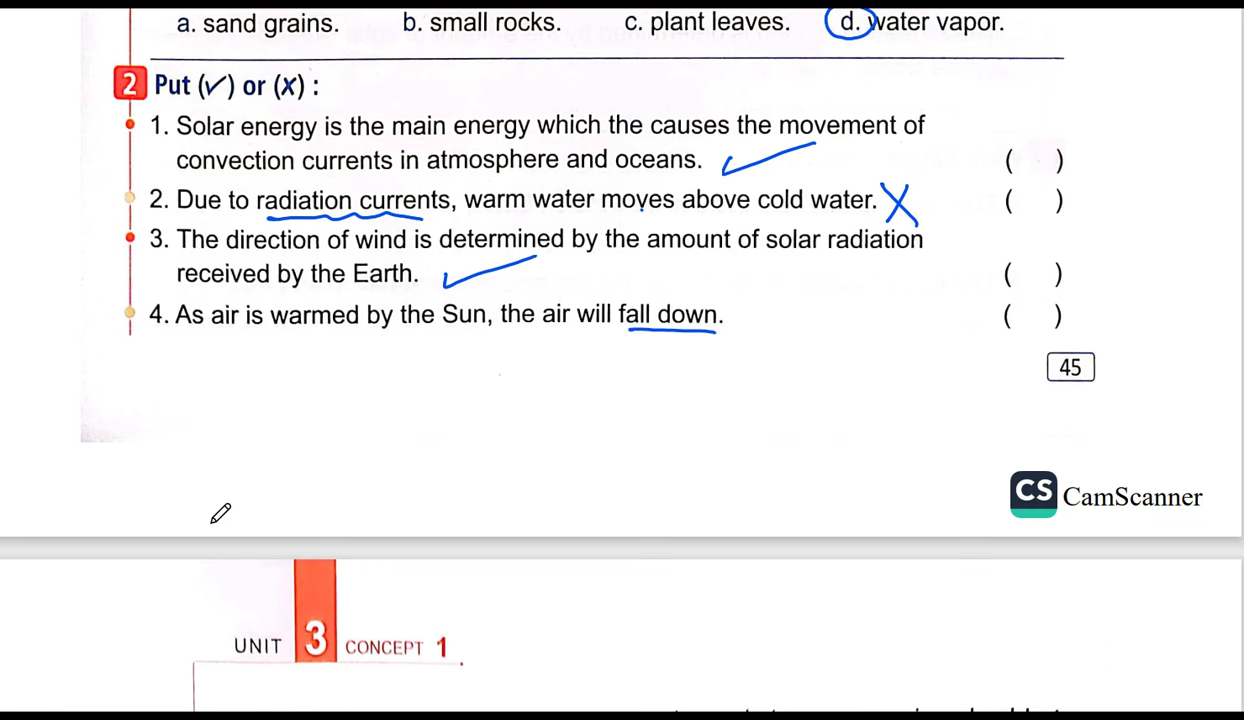 a. sand grains. b. small rocks. c. plant leaves. d. water vapor.
2 Put (✓) or (x) :
1. Solar energy is the main energy which the causes the movement of
convection currents in atmosphere and oceans. ✓ ( )
2. Due to radiation currents, warm water moves above cold water. X ( )
3. The direction of wind is determined by the amount of solar radiation
received by the Earth. ✓ ( )
4. As air is warmed by the Sun, the air will fall down. ( )
45
CS CamScanner
UNIT 3 CONCEPT 1